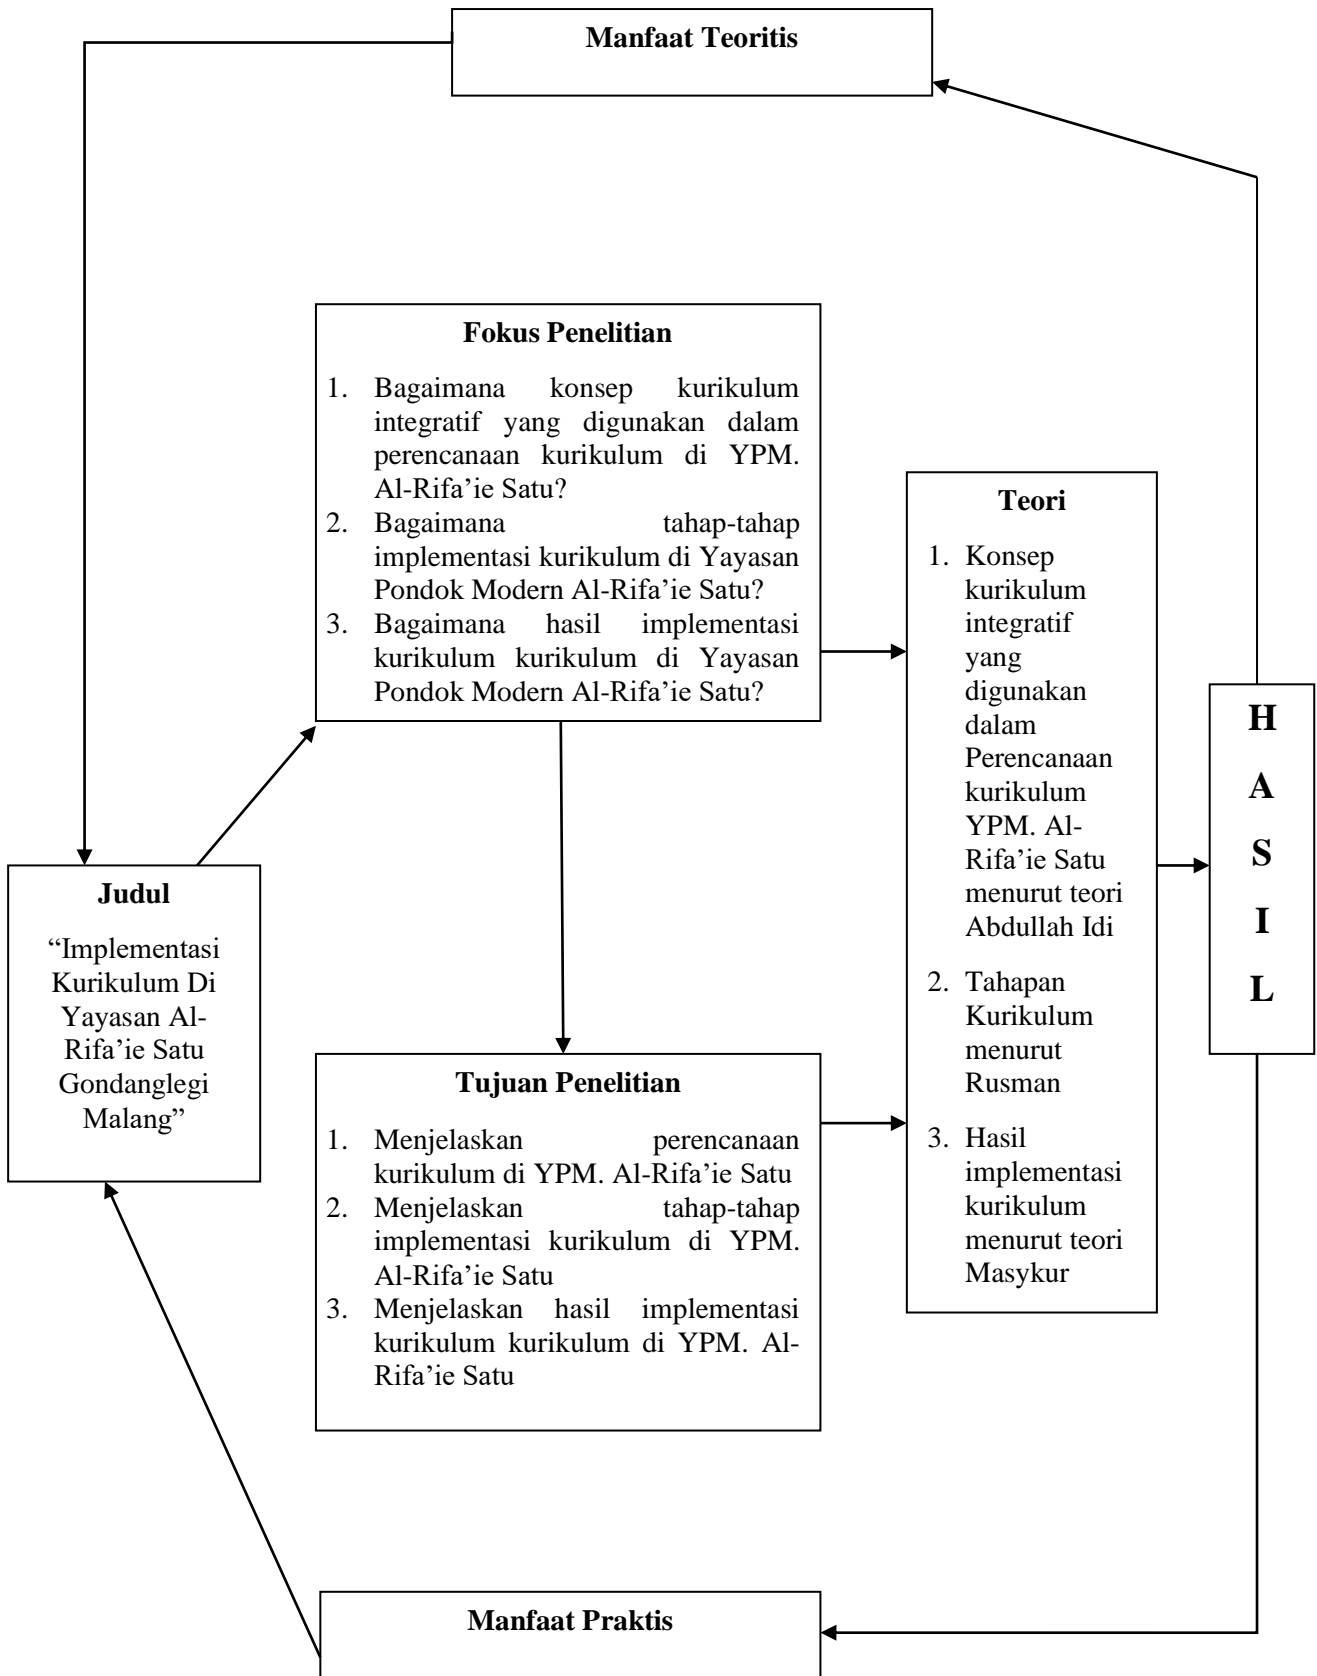 Manfaat Teoritis
Fokus Penelitian
1. Bagaimana konsep kurikulum
integratif yang digunakan dalam
perencanaan kurikulum di YPM.
Al-Rifa’ie Satu?
2. Bagaimana tahap-tahap
implementasi kurikulum di Yayasan
Pondok Modern Al-Rifa’ie Satu?
3. Bagaimana hasil implementasi
kurikulum kurikulum di Yayasan
Pondok Modern Al-Rifa’ie Satu?
Teori
1. Konsep
kurikulum
integratif
yang
digunakan
dalam
Perencanaan
kurikulum
YPM. Al-
Rifa’ie Satu
menurut teori
Abdullah Idi
2. Tahapan
Kurikulum
menurut
Rusman
3. Hasil
implementasi
kurikulum
menurut teori
Masykur
H
A
S
I
L
Judul
“Implementasi
Kurikulum Di
Yayasan Al-
Rifa’ie Satu
Gondanglegi
Malang”
Tujuan Penelitian
1. Menjelaskan perencanaan
kurikulum di YPM. Al-Rifa’ie Satu
2. Menjelaskan tahap-tahap
implementasi kurikulum di YPM.
Al-Rifa’ie Satu
3. Menjelaskan hasil implementasi
kurikulum kurikulum di YPM. Al-
Rifa’ie Satu
Manfaat Praktis